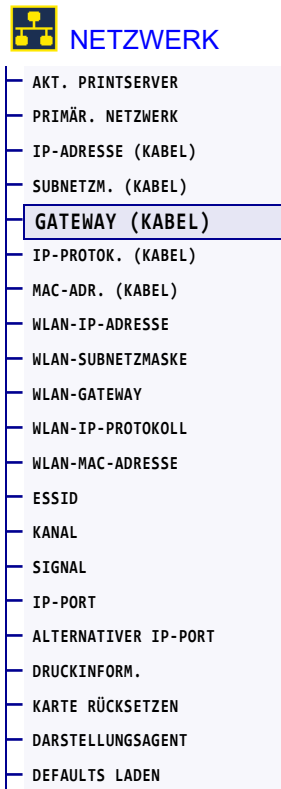 NETZWERK
AKT. PRINTSERVER
PRIMÄR. NETZWERK
IP-ADRESSE (KABEL)
SUBNETZM. (KABEL)
GATEWAY (KABEL)
IP-PROTOK. (KABEL)
MAC-ADR. (KABEL)
WLAN-IP-ADRESSE
WLAN-SUBNETZMASKE
WLAN-GATEWAY
WLAN-IP-PROTOKOLL
WLAN-MAC-ADRESSE
ESSID
KANAL
SIGNAL
IP-PORT
ALTERNATIVER IP-PORT
DRUCKINFORM.
KARTE RÜCKSETZEN
DARSTELLUNGSAGENT
DEFAULTS LADEN